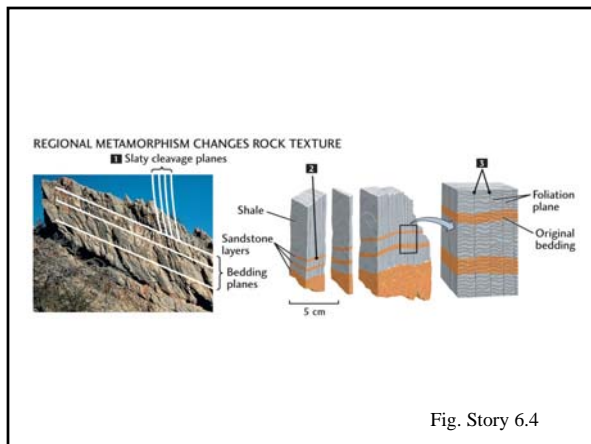 REGIONAL METAMORPHISM CHANGES ROCK TEXTURE
1 Slaty cleavage planes
2
3
Shale
Sandstone
layers
Bedding
planes
5 cm
Foliation
plane
Original
bedding
Fig. Story 6.4